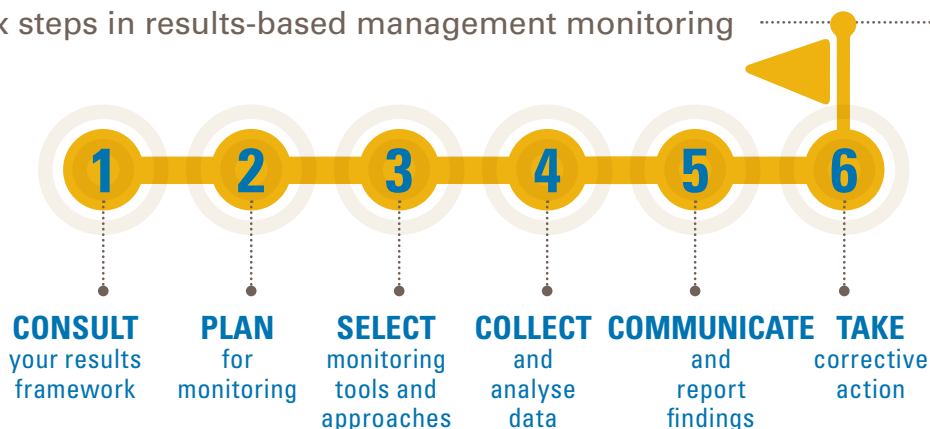 x steps in results-based management monitoring
1
CONSULT
your results
framework
2
PLAN
for
monitoring
3
SELECT
monitoring
tools and
approaches
4
COLLECT
and
analyse
data
5
COMMUNICATE
and
report
findings
6
TAKE
corrective
action